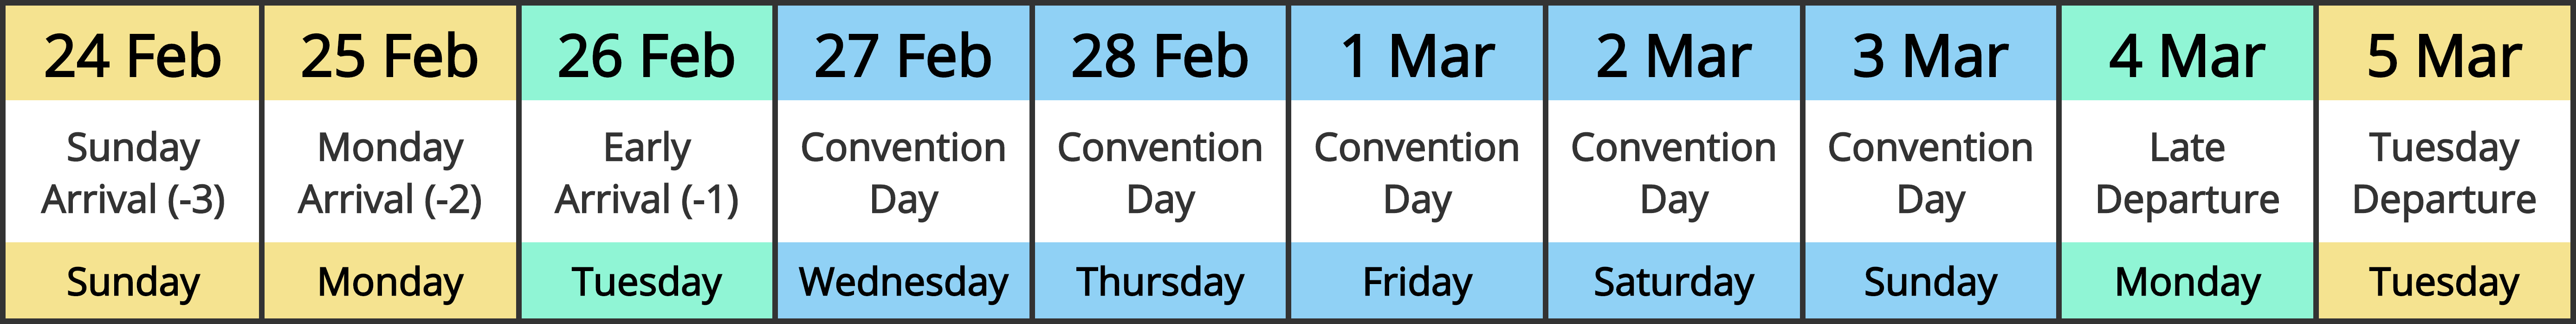 24 Feb
25 Feb
26 Feb
27 Feb
28 Feb
1 Mar
2 Mar
3 Mar
4 Mar
5 Mar
Sunday
Arrival (-3)
Monday
Arrival (-2)
Early
Arrival (-1)
Convention
Day
Convention
Day
Convention
Day
Convention
Day
Convention
Day
Late
Departure
Tuesday
Departure
Sunday
Monday
Tuesday
Wednesday
Thursday
Friday
Saturday
Sunday
Monday
Tuesday